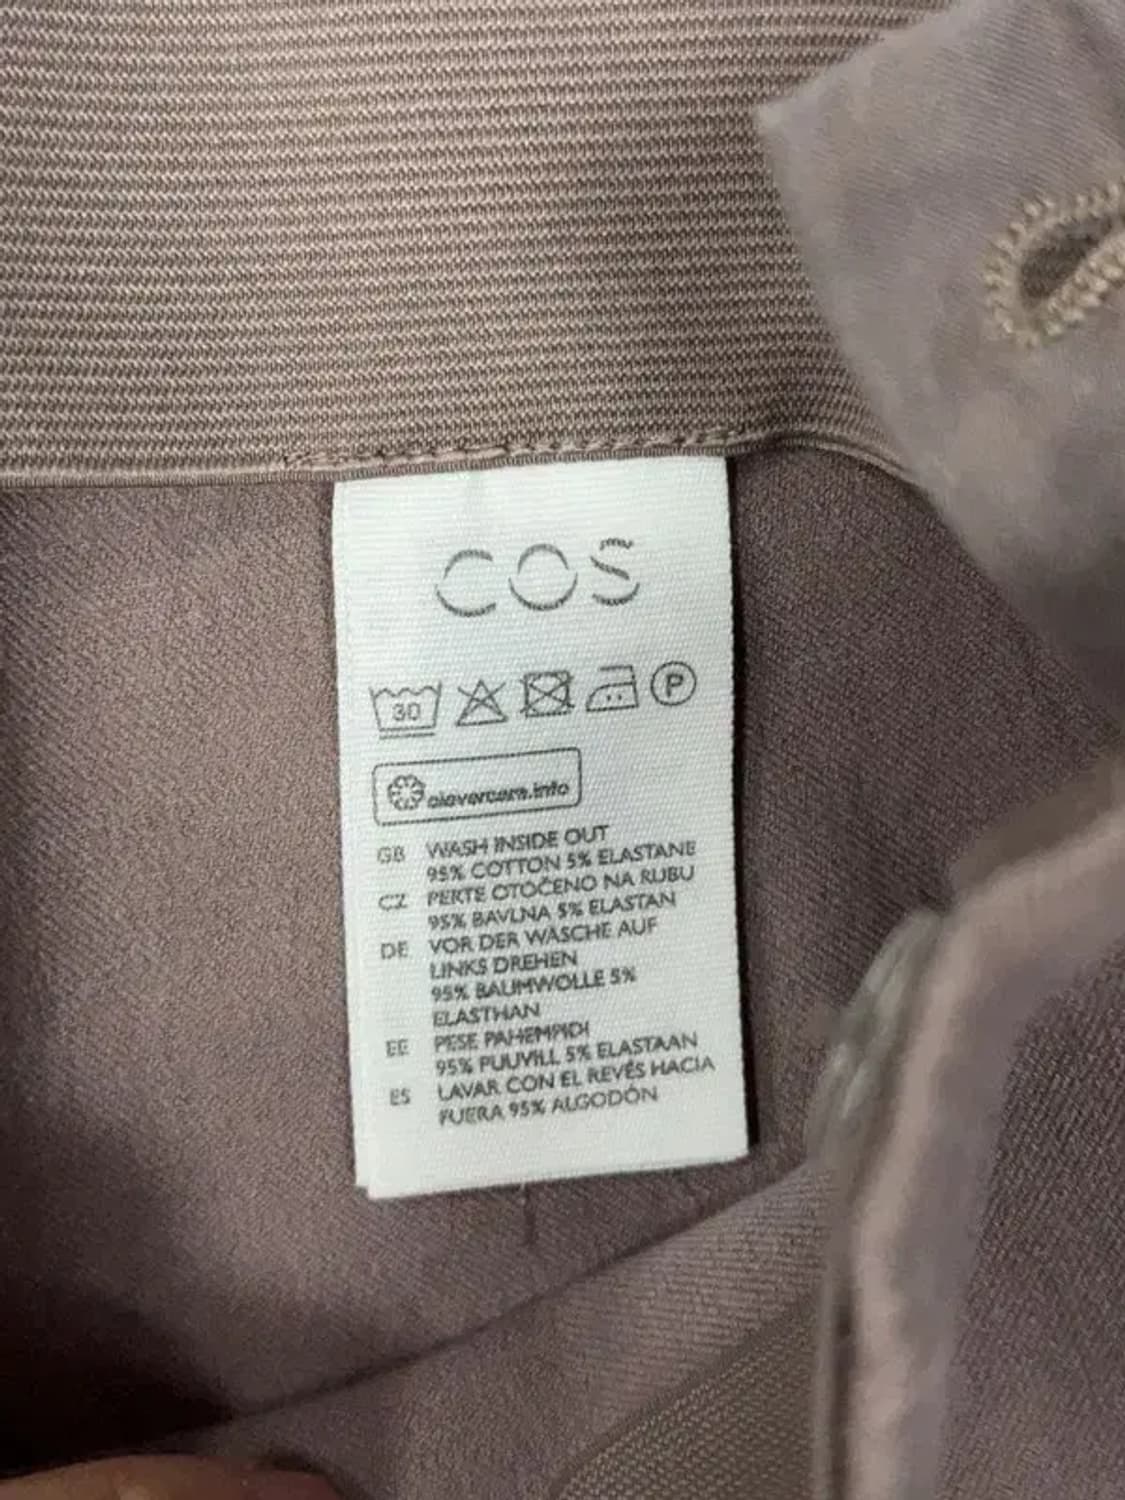 COS
30 P
clevercare.info
GB WASH INSIDE OUT
95% COTTON 5% ELASTANE
CZ PERTE OTOČENO NA RUBU
95% BAVLNA 5% ELASTAN
DE VOR DER WÄSCHE AUF
LINKS DREHEN
95% BAUMWOLLE 5%
ELASTHAN
EE PESE PAHEMPIDI
95% PUUVILL 5% ELASTAAN
ES LAVAR CON EL REVÉS HACIA
FUERA 95% ALGODÓN